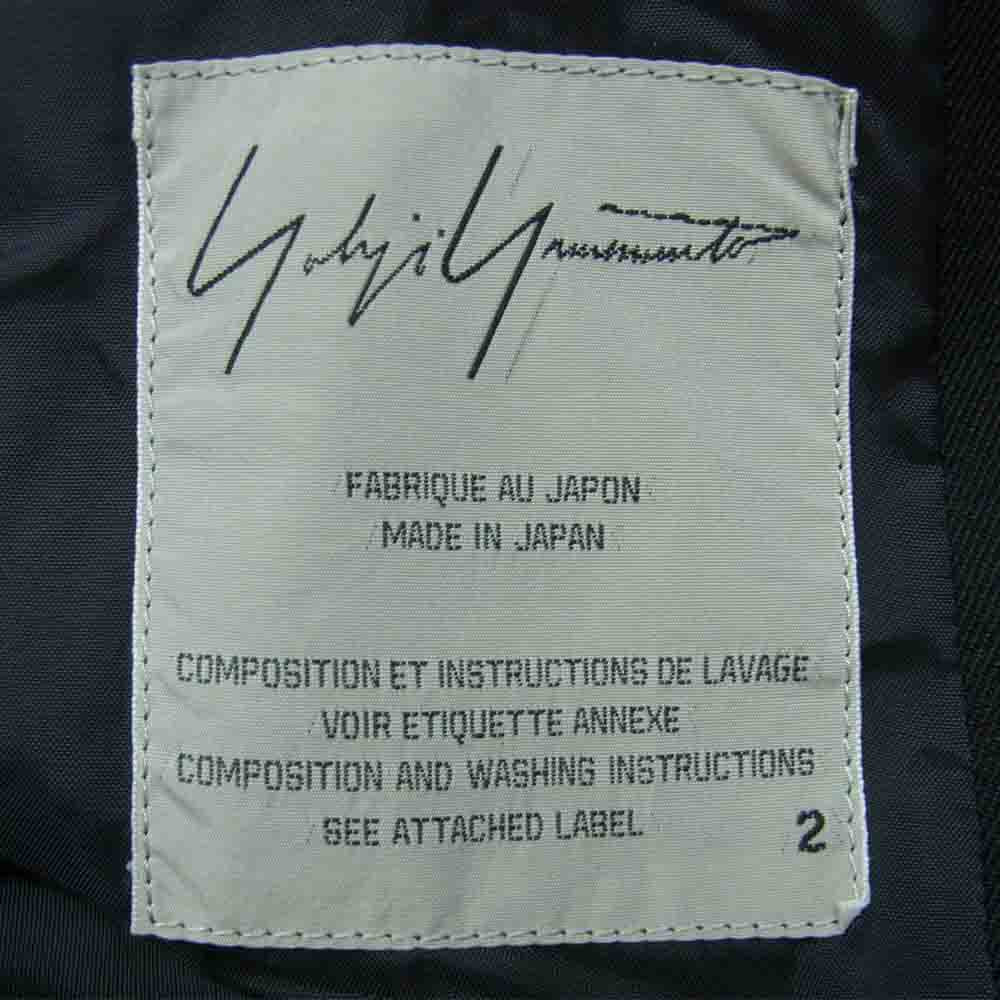 Yohji Yamamoto
FABRIQUE AU JAPON
MADE IN JAPAN
COMPOSITION ET INSTRUCTIONS DE LAVAGE
VOIR ETIQUETTE ANNEXE
COMPOSITION AND WASHING INSTRUCTIONS
SEE ATTACHED LABEL 2